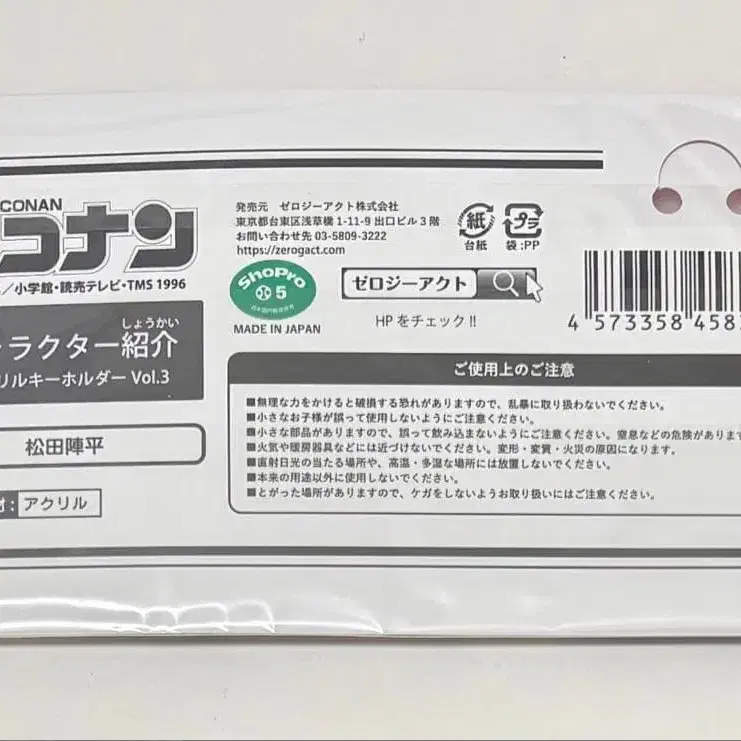 CONAN
コナン
／小学館・読売テレビ・TMS 1996
しょうかい
ラクター紹介
リルキーホルダー Vol.3
松田陣平
: アクリル
発売元 ゼロジーアクト株式会社
東京都台東区浅草橋 1-11-9 出口ビル 3 階
お問い合わせ先 03-5809-3222
https://zerogact.com/
紙
台紙
プラ
袋:PP
ShoPro
5
日本国内販売専用
MADE IN JAPAN
ゼロジーアクト
HP をチェック !!
4 573358 458
ご使用上のご注意
■無理な力をかけると破損する恐れがありますので、乱暴に取り扱わないでください。
■小さなお子様が誤って使用しないようにご注意ください。
■小さな部品がありますので、誤って飲み込まないようにご注意ください。窒息などの危険があります
■火気や暖房器具などには近づけないでください。変形・変質・火災の原因になります。
■直射日光の当たる場所や、高温・多湿な場所には放置しないでください。
■本来の用途以外に使用しないでください。
■とがった場所がありますので、ケガをしないようお取り扱いにはご注意ください。